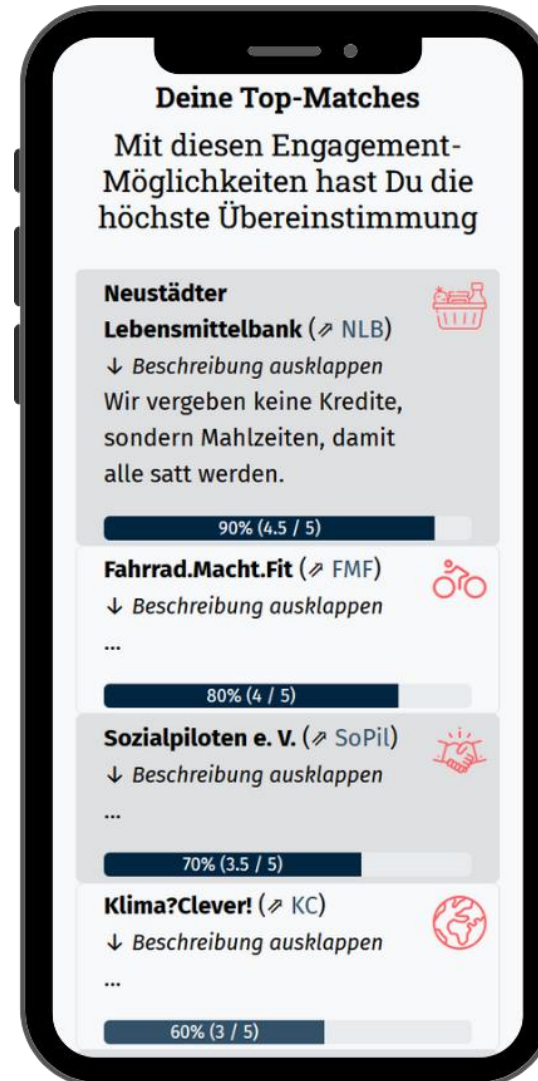 Deine Top-Matches
Mit diesen Engagement-
Möglichkeiten hast Du die
höchste Übereinstimmung
Neustädter
Lebensmittelbank (⇗ NLB)
↓ Beschreibung ausklappen
Wir vergeben keine Kredite,
sondern Mahlzeiten, damit
alle satt werden.
90% (4.5 / 5)
Fahrrad.Macht.Fit (⇗ FMF)
↓ Beschreibung ausklappen
...
80% (4 / 5)
Sozialpiloten e. V. (⇗ SoPil)
↓ Beschreibung ausklappen
...
70% (3.5 / 5)
Klima?Clever! (⇗ KC)
↓ Beschreibung ausklappen
...
60% (3 / 5)